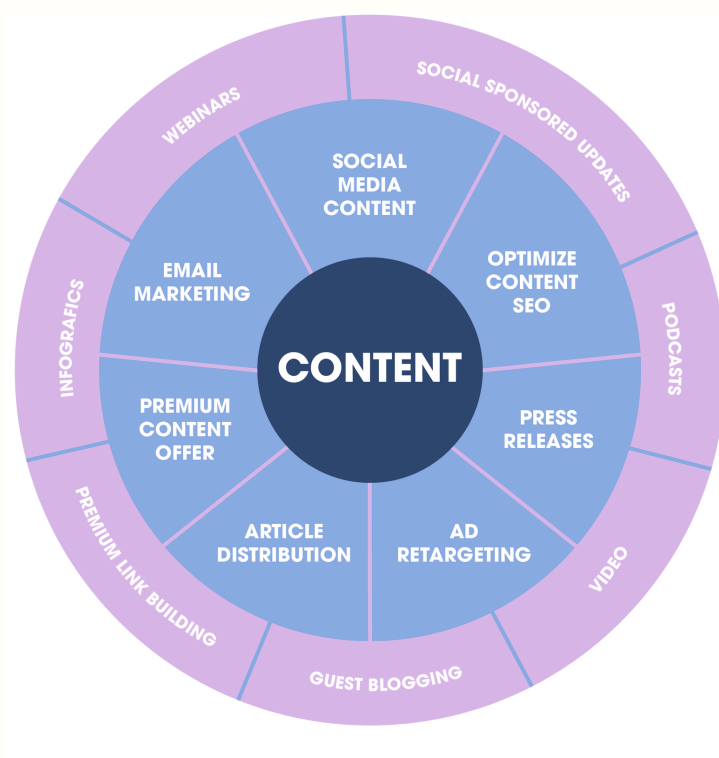 SOCIAL SPONSORED UPDATES
PODCASTS
VIDEO
GUEST BLOGGING
PREMIUM LINK BUILDING
INFOGRAFICS
WEBINARS
SOCIAL
MEDIA
CONTENT
OPTIMIZE
CONTENT
SEO
PRESS
RELEASES
AD
RETARGETING
ARTICLE
DISTRIBUTION
PREMIUM
CONTENT
OFFER
EMAIL
MARKETING
CONTENT